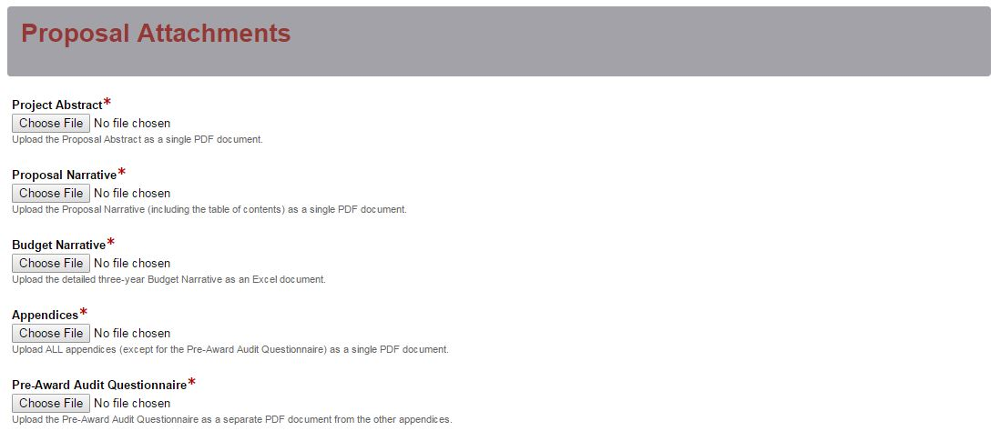 Proposal Attachments
Project Abstract*
Choose File No file chosen
Upload the Proposal Abstract as a single PDF document.
Proposal Narrative*
Choose File No file chosen
Upload the Proposal Narrative (including the table of contents) as a single PDF document.
Budget Narrative*
Choose File No file chosen
Upload the detailed three-year Budget Narrative as an Excel document.
Appendices*
Choose File No file chosen
Upload ALL appendices (except for the Pre-Award Audit Questionnaire) as a single PDF document.
Pre-Award Audit Questionnaire*
Choose File No file chosen
Upload the Pre-Award Audit Questionnaire as a separate PDF document from the other appendices.